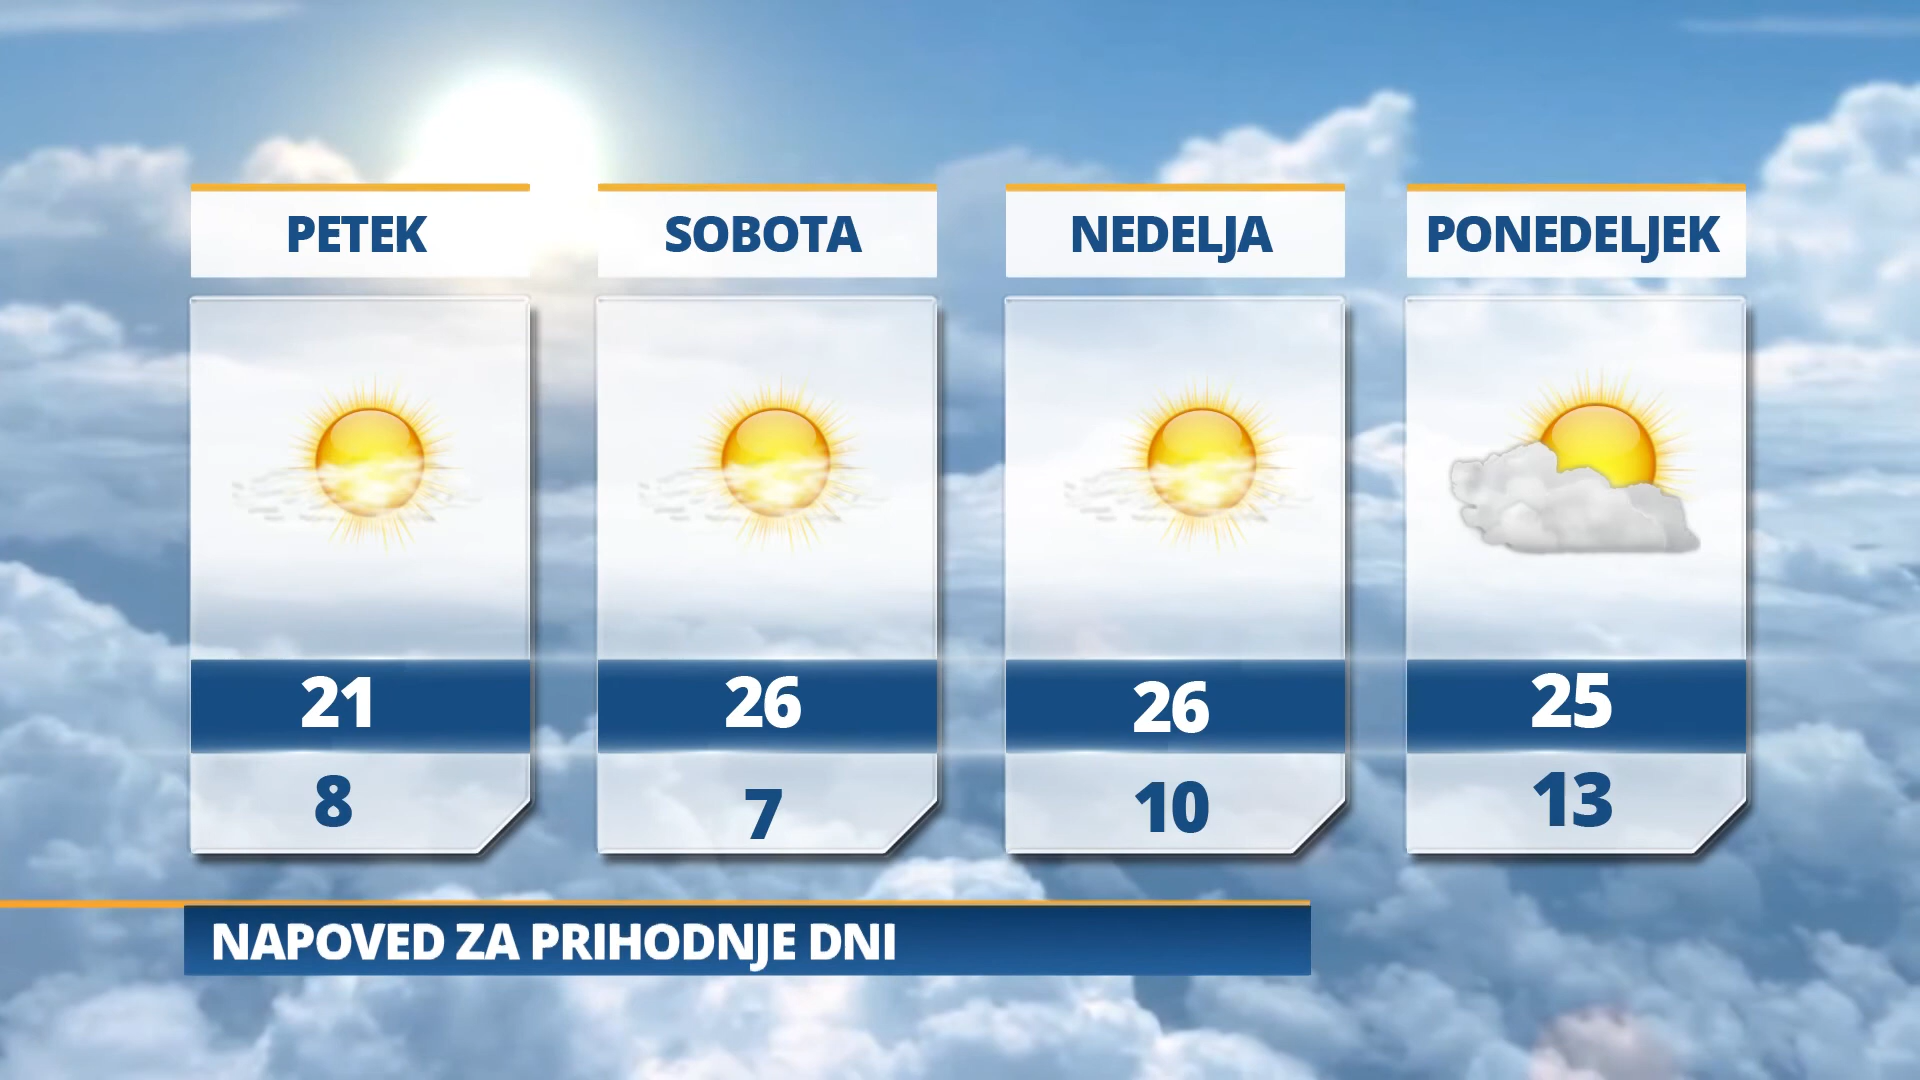 PETEK
SOBOTA
NEDELJA
PONEDELJEK
21
26
26
25
8
7
10
13
NAPOVED ZA PRIHODNJE DNI